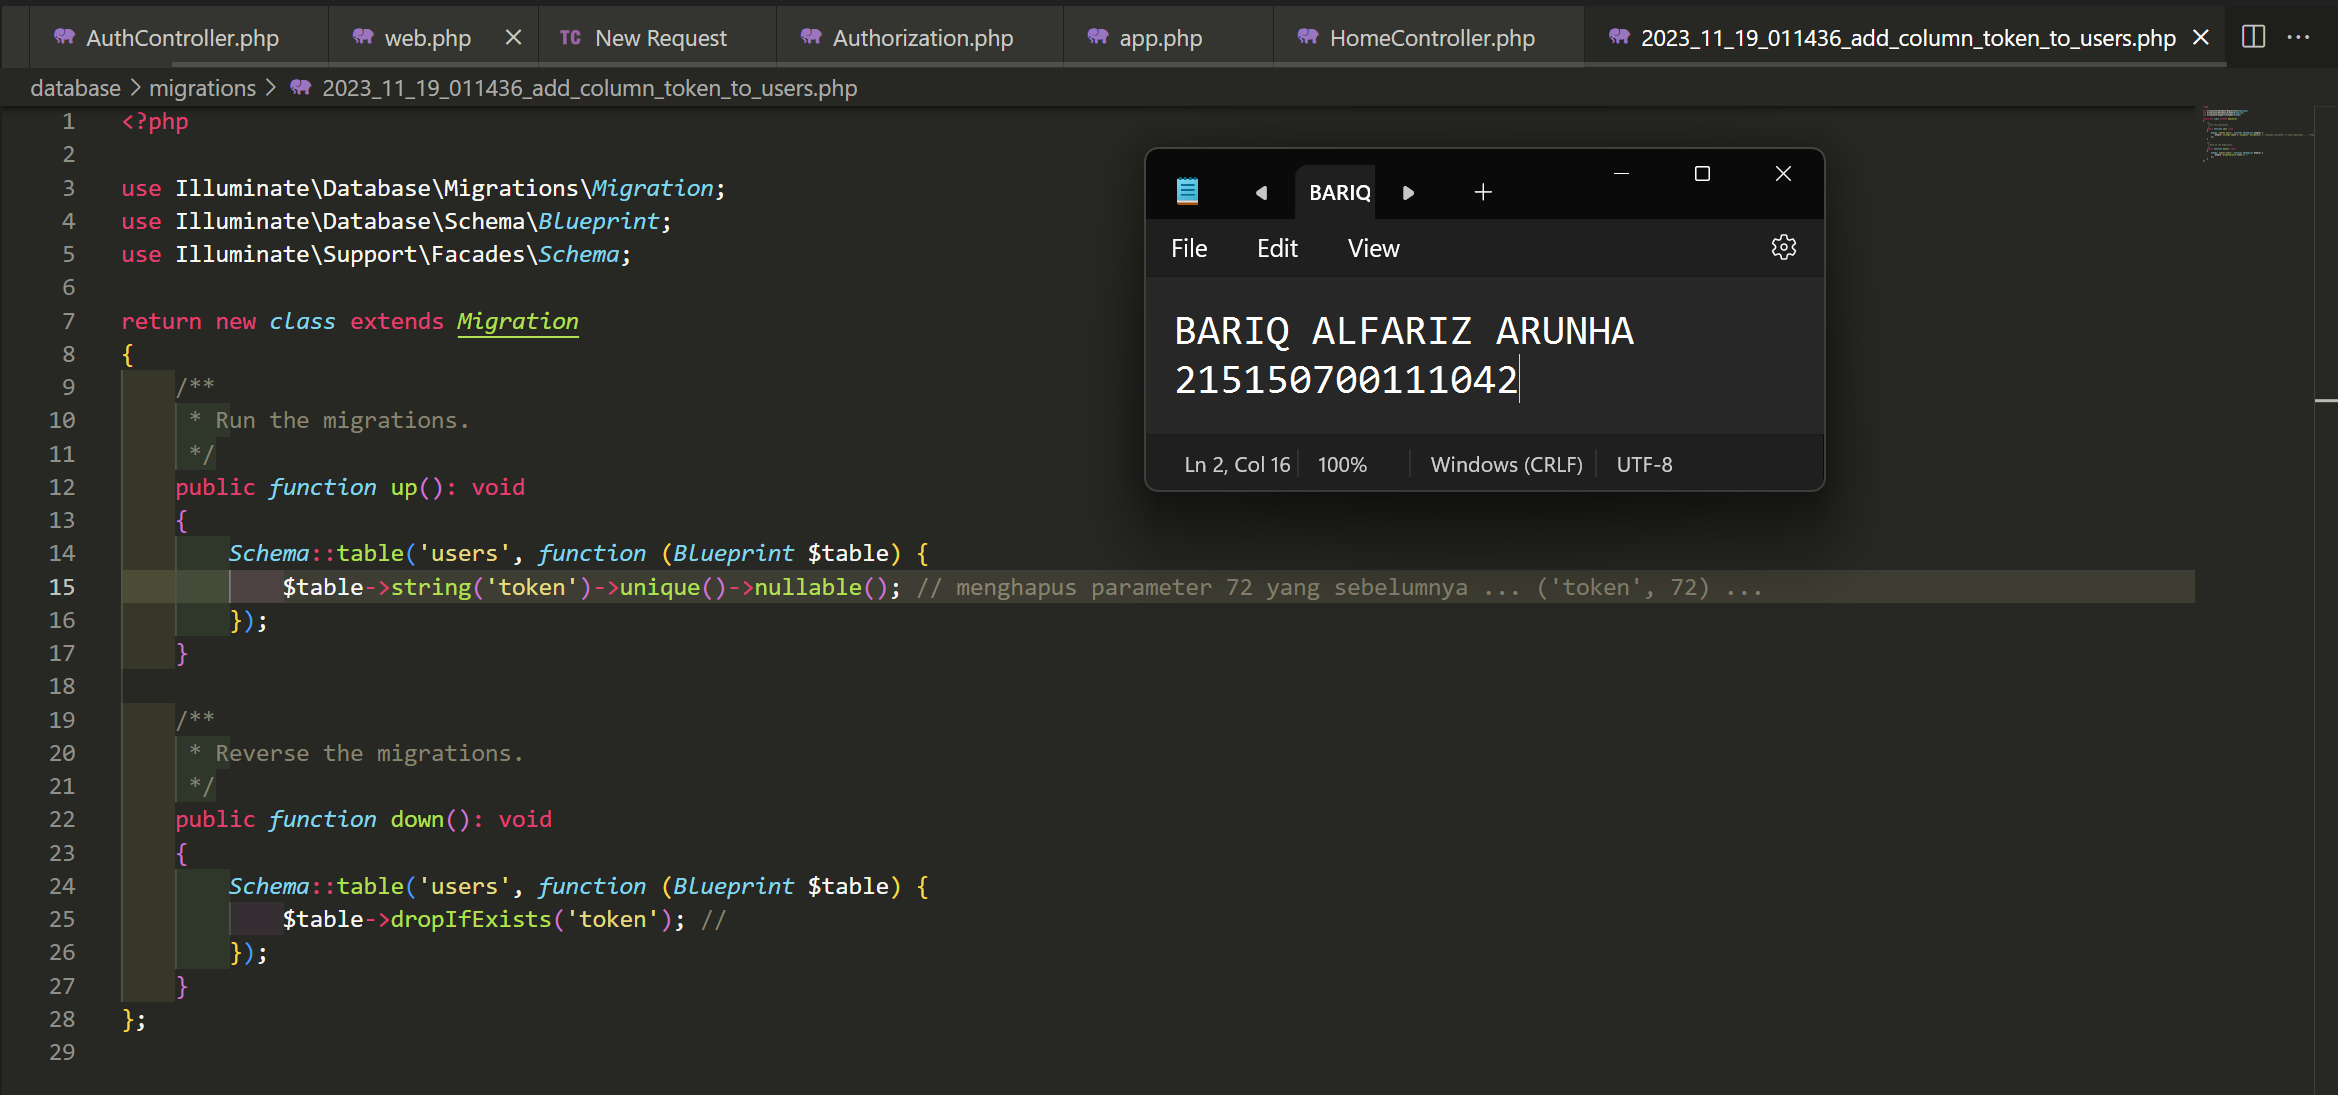 AuthController.php web.php TC New Request Authorization.php app.php HomeController.php 2023_11_19_011436_add_column_token_to_users.php
database > migrations > 2023_11_19_011436_add_column_token_to_users.php
1 <?php
2
3 use Illuminate\Database\Migrations\Migration;
4 use Illuminate\Database\Schema\Blueprint;
5 use Illuminate\Support\Facades\Schema;
6
7 return new class extends Migration
8 {
9     /**
10      * Run the migrations.
11      */
12     public function up(): void
13     {
14         Schema::table('users', function (Blueprint $table) {
15             $table->string('token')->unique()->nullable(); // menghapus parameter 72 yang sebelumnya ... ('token', 72) ...
16         });
17     }
18
19     /**
20      * Reverse the migrations.
21      */
22     public function down(): void
23     {
24         Schema::table('users', function (Blueprint $table) {
25             $table->dropIfExists('token'); //
26         });
27     }
28 };
29
BARIQ
File Edit View
BARIQ ALFARIZ ARUNHA
215150700111042
Ln 2, Col 16 100% Windows (CRLF) UTF-8